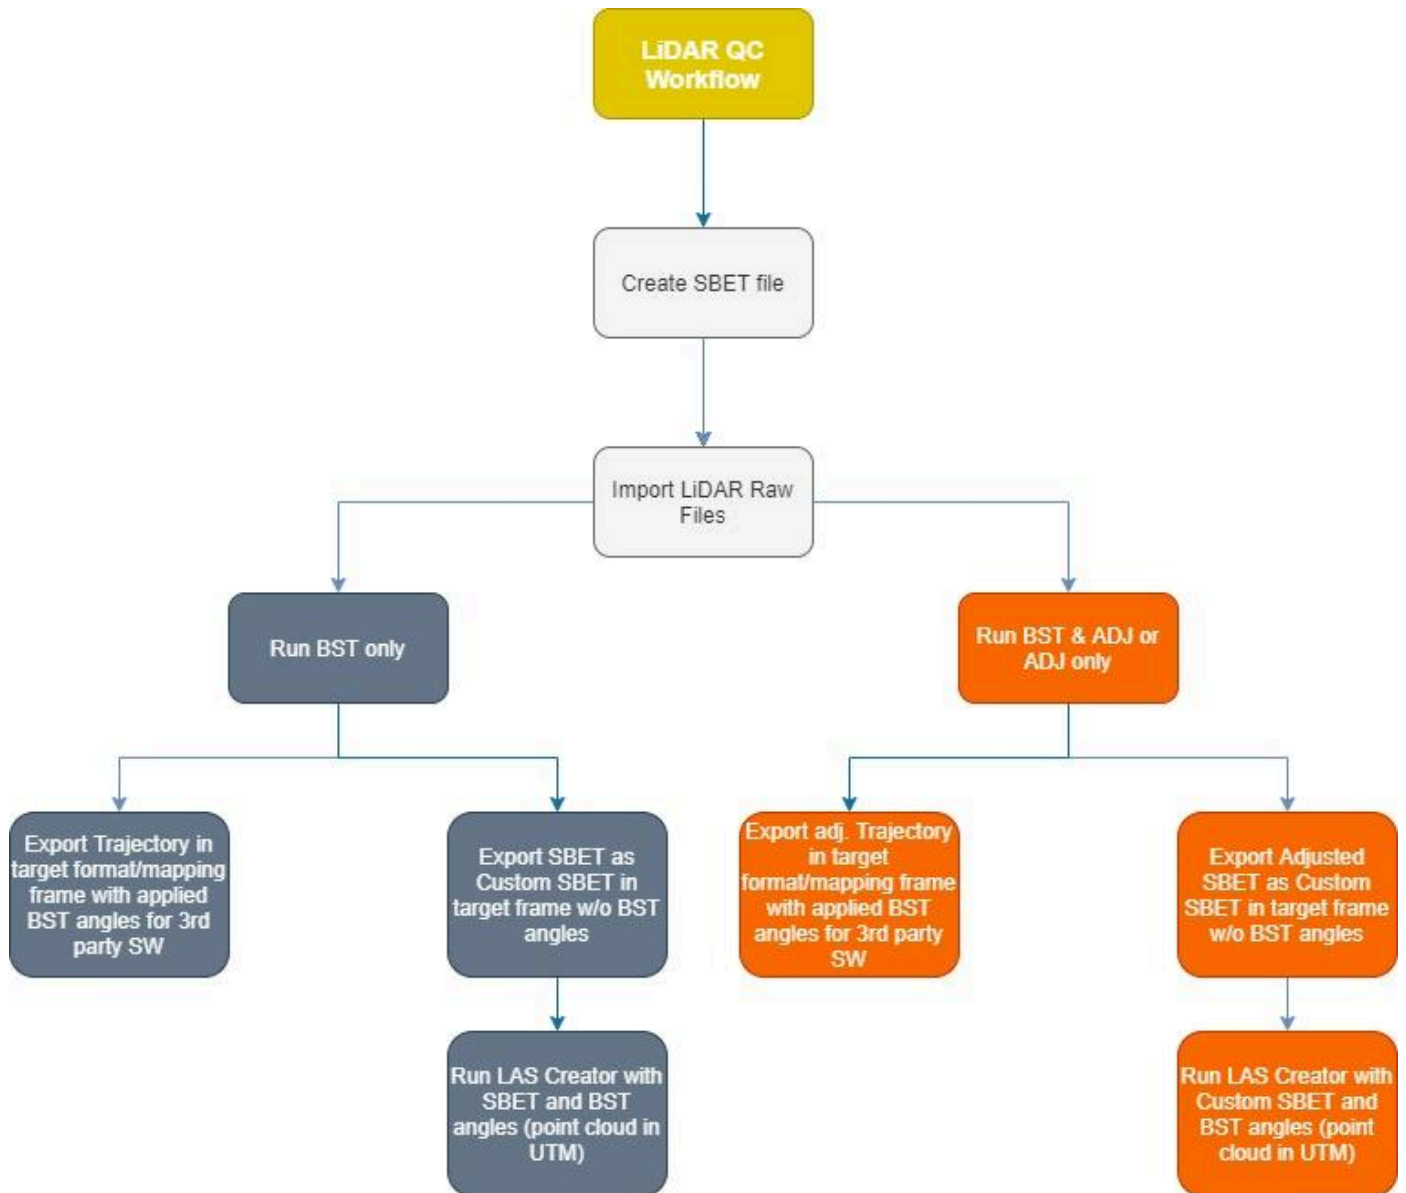 LiDAR QC
Workflow
Create SBET file
Import LiDAR Raw
Files
Run BST only
Run BST & ADJ or
ADJ only
Export Trajectory in
target format/mapping
frame with applied
BST angles for 3rd
party SW
Export SBET as
Custom SBET in
target frame w/o BST
angles
Export adj. Trajectory
in target
format/mapping frame
with applied BST
angles for 3rd party
SW
Export Adjusted
SBET as Custom
SBET in target frame
w/o BST angles
Run LAS Creator with
SBET and BST
angles (point cloud in
UTM)
Run LAS Creator with
Custom SBET and
BST angles (point
cloud in UTM)